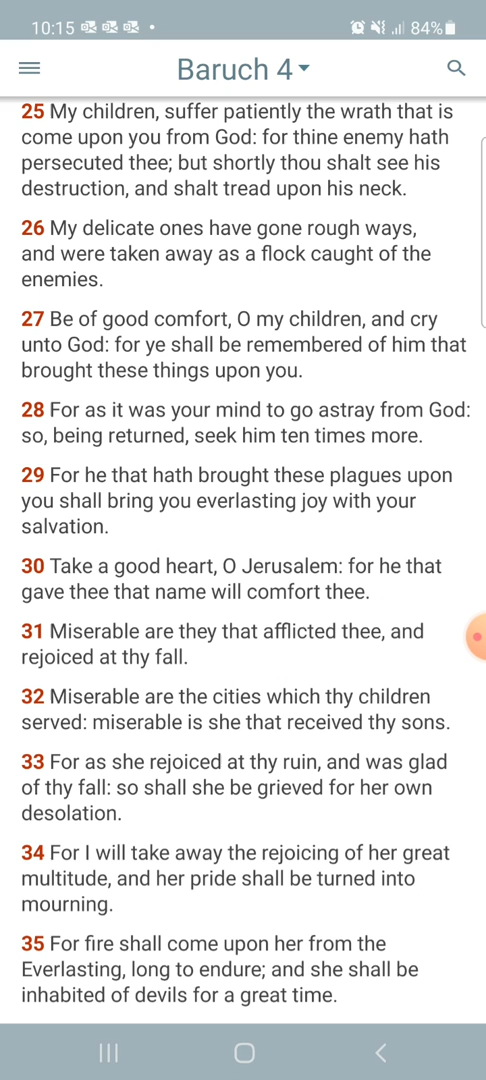 10:15
84%
Baruch 4
25 My children, suffer patiently the wrath that is
come upon you from God: for thine enemy hath
persecuted thee; but shortly thou shalt see his
destruction, and shalt tread upon his neck.
26 My delicate ones have gone rough ways,
and were taken away as a flock caught of the
enemies.
27 Be of good comfort, O my children, and cry
unto God: for ye shall be remembered of him that
brought these things upon you.
28 For as it was your mind to go astray from God:
so, being returned, seek him ten times more.
29 For he that hath brought these plagues upon
you shall bring you everlasting joy with your
salvation.
30 Take a good heart, O Jerusalem: for he that
gave thee that name will comfort thee.
31 Miserable are they that afflicted thee, and
rejoiced at thy fall.
32 Miserable are the cities which thy children
served: miserable is she that received thy sons.
33 For as she rejoiced at thy ruin, and was glad
of thy fall: so shall she be grieved for her own
desolation.
34 For I will take away the rejoicing of her great
multitude, and her pride shall be turned into
mourning.
35 For fire shall come upon her from the
Everlasting, long to endure; and she shall be
inhabited of devils for a great time.